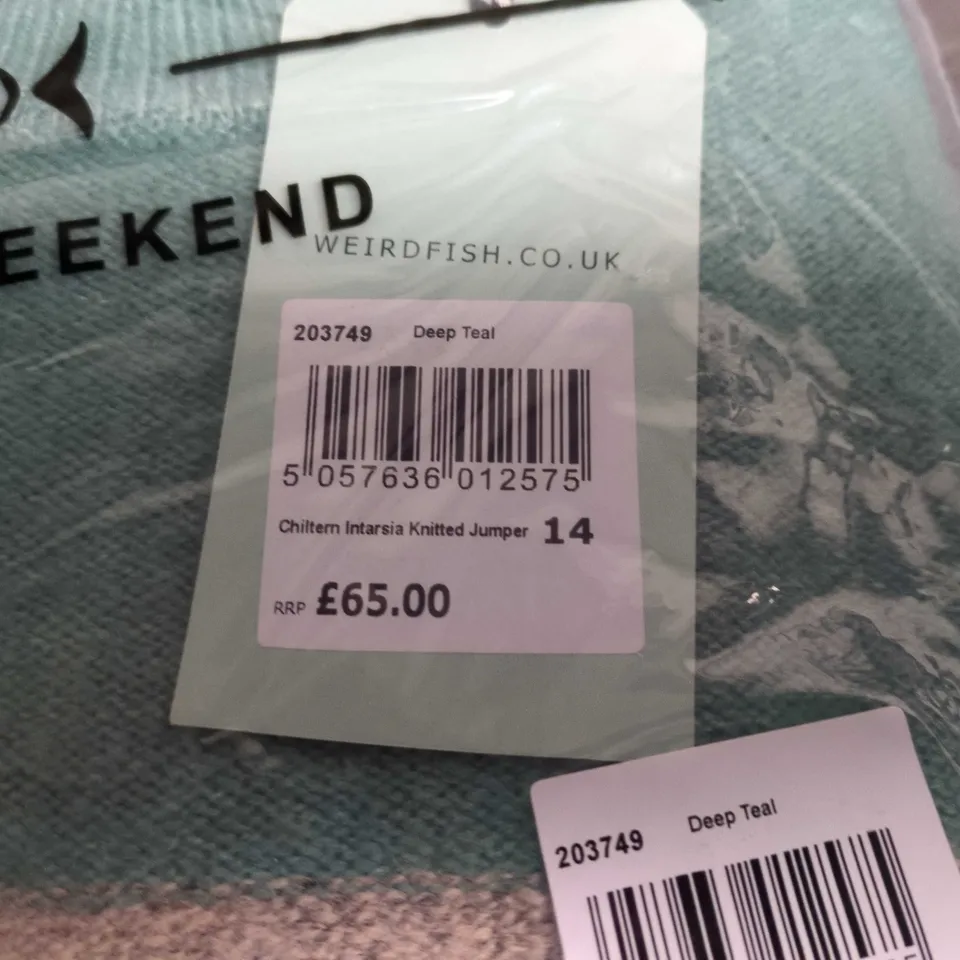 EEKEND
WEIRDFISH.CO.UK
203749 Deep Teal
5 057636 012575
Chiltern Intarsia Knitted Jumper 14
RRP £65.00
203749 Deep Teal